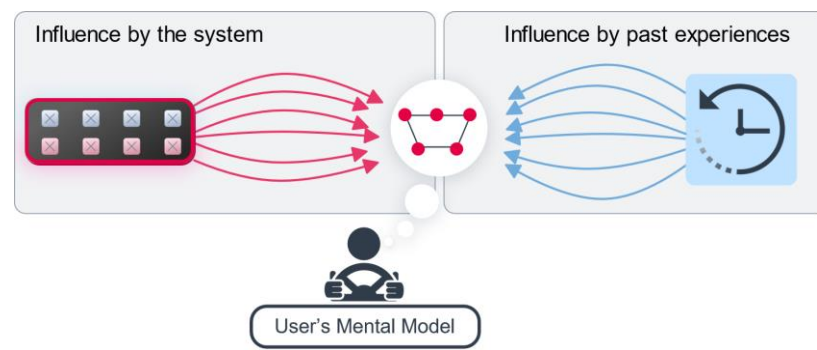 Influence by the system
Influence by past experiences
User's Mental Model